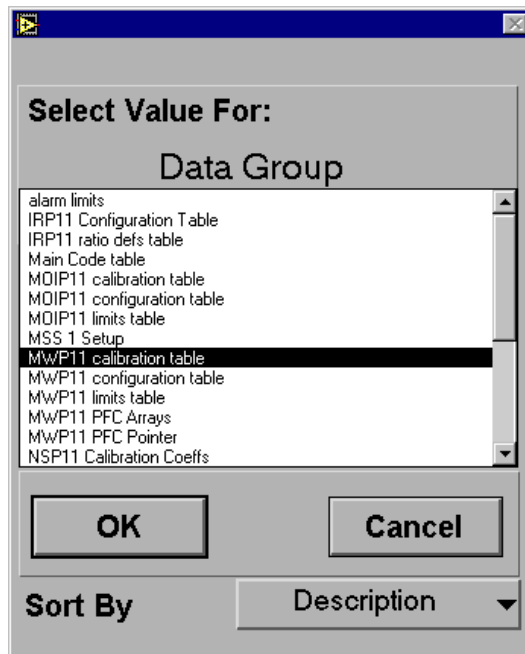 Select Value For:
Data Group
alarm limits
IRP11 Configuration Table
IRP11 ratio defs table
Main Code table
MOIP11 calibration table
MOIP11 configuration table
MOIP11 limits table
MSS 1 Setup
MWP11 calibration table
MWP11 configuration table
MWP11 limits table
MWP11 PFC Arrays
MWP11 PFC Pointer
NSP11 Calibration Coeffs
OK
Cancel
Sort By
Description